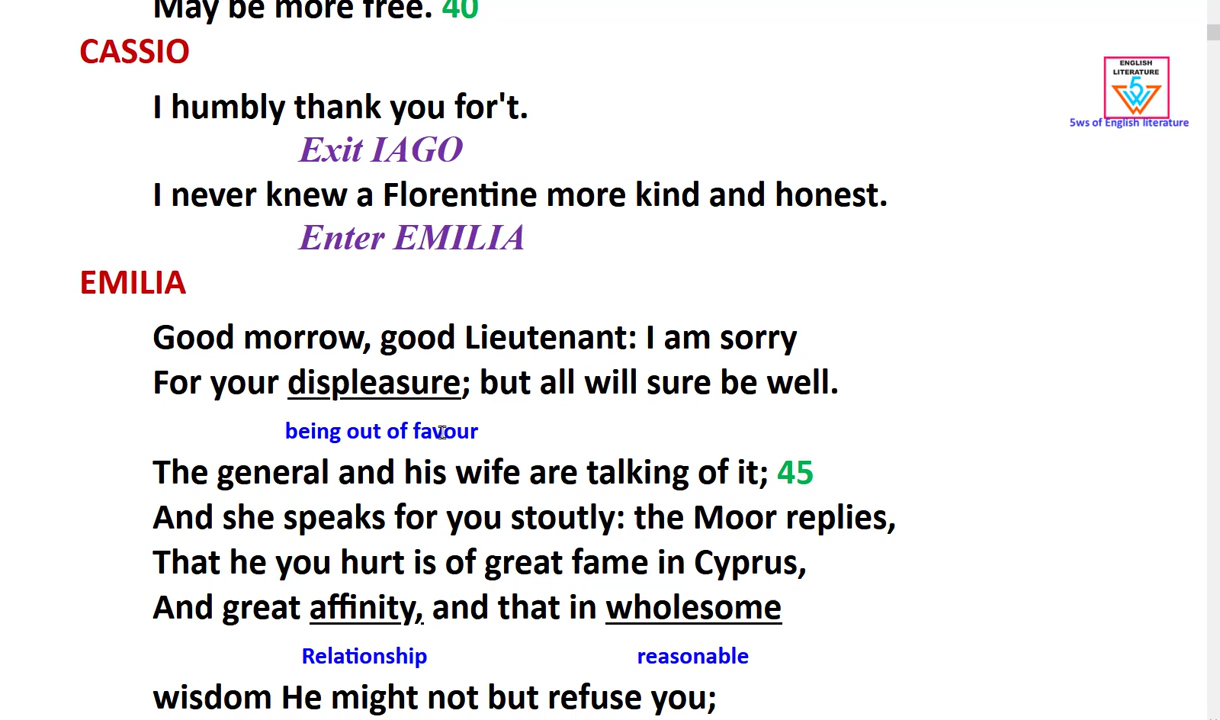 May be more free. 40
CASSIO
ENGLISH
LITERATURE
5
W
5ws of English literature
I humbly thank you for't.
Exit IAGO
I never knew a Florentine more kind and honest.
Enter EMILIA
EMILIA
Good morrow, good Lieutenant: I am sorry
For your displeasure; but all will sure be well.
being out of favour
The general and his wife are talking of it; 45
And she speaks for you stoutly: the Moor replies,
That he you hurt is of great fame in Cyprus,
And great affinity, and that in wholesome
Relationship reasonable
wisdom He might not but refuse you;